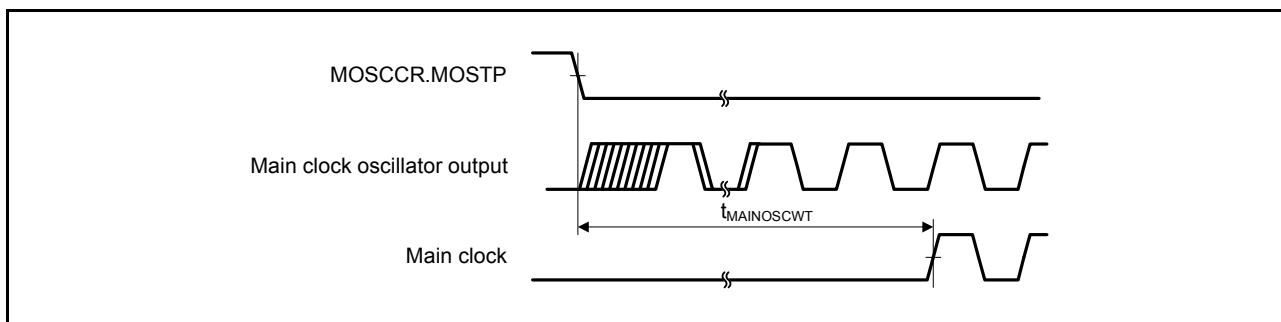 MOSCCR.MOSTP
Main clock oscillator output
tMAINOSCWT
Main clock